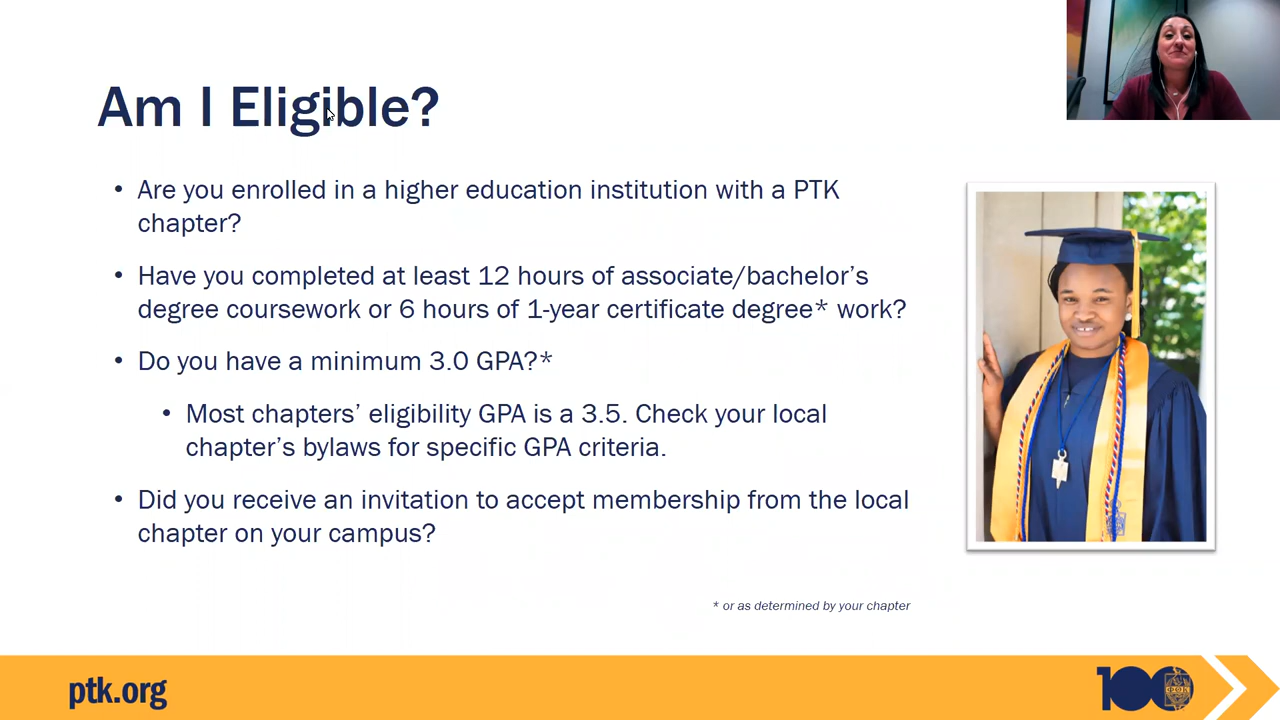 Am I Eligible?
• Are you enrolled in a higher education institution with a PTK
chapter?
• Have you completed at least 12 hours of associate/bachelor’s
degree coursework or 6 hours of 1-year certificate degree* work?
• Do you have a minimum 3.0 GPA?*
• Most chapters’ eligibility GPA is a 3.5. Check your local
chapter’s bylaws for specific GPA criteria.
• Did you receive an invitation to accept membership from the local
chapter on your campus?
* or as determined by your chapter
ptk.org
100
ΦΘΚ